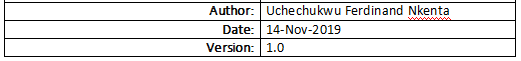 Author: Uchechukwu Ferdinand Nkenta
Date: 14-Nov-2019
Version: 1.0